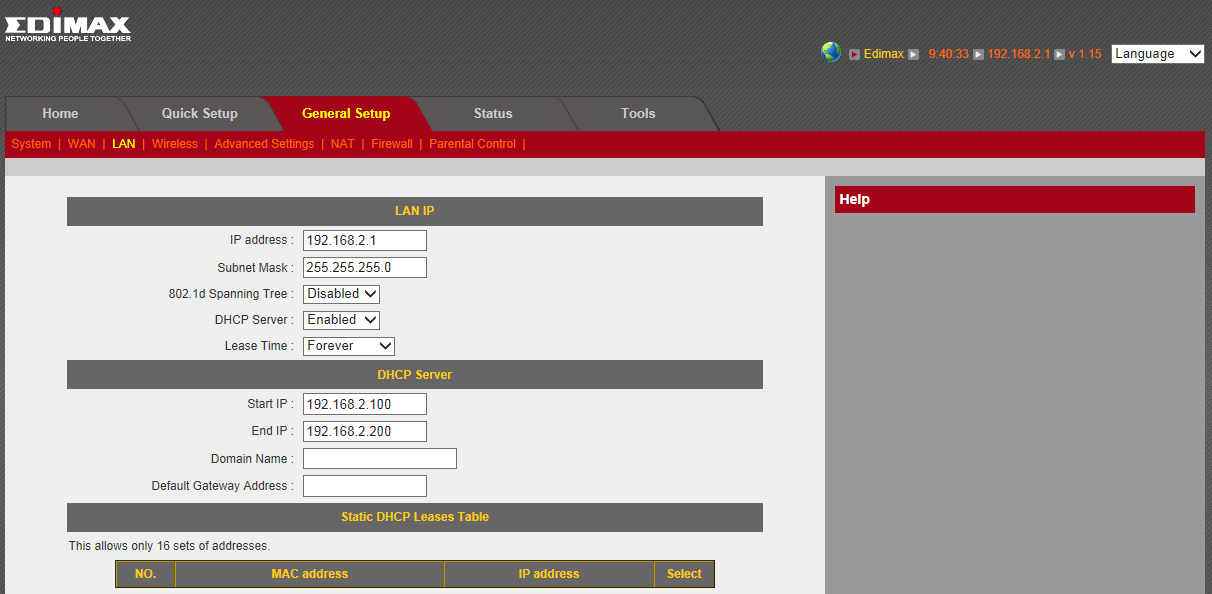 EDIMAX
NETWORKING PEOPLE TOGETHER
Edimax 9:40:33 192.168.2.1 v 1.15 Language
Home Quick Setup General Setup Status Tools
System | WAN | LAN | Wireless | Advanced Settings | NAT | Firewall | Parental Control |
LAN IP
IP address : 192.168.2.1
Subnet Mask : 255.255.255.0
802.1d Spanning Tree : Disabled
DHCP Server : Enabled
Lease Time : Forever
DHCP Server
Start IP : 192.168.2.100
End IP : 192.168.2.200
Domain Name :
Default Gateway Address :
Static DHCP Leases Table
This allows only 16 sets of addresses.
NO. MAC address IP address Select
Help